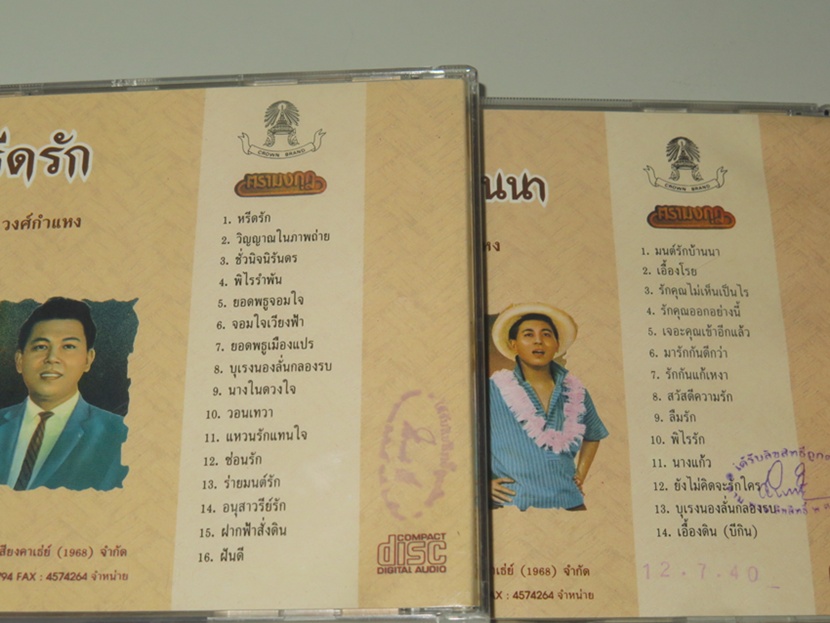 รีดรัก
วงศ์กำแหง
CROWN BRAND
ตรามงกุฎ
1. หรีดรัก
2. วิญญาณในภาพถ่าย
3. ชั่วนิจนิรันดร
4. พิไรรำพัน
5. ยอดพธูจอมใจ
6. จอมใจเวียงฟ้า
7. ยอดพธูเมืองแปร
8. บุเรงนองลั่นกลองรบ
9. นางในดวงใจ
10. วอนเทวา
11. แหวนรักแทนใจ
12. ซ่อนรัก
13. ร่ายมนต์รัก
14. อนุสาวรีย์รัก
15. ฝากฟ้าสั่งดิน
16. ฝันดี
COMPACT
disc
DIGITAL AUDIO
เสียงคาเธ่ย์ (1968) จำกัด
794 FAX : 4574264 จำหน่าย
นนา
หง
CROWN BRAND
ตรามงกุฎ
1. มนต์รักบ้านนา
2. เอื้องโรย
3. รักคุณไม่เห็นเป็นไร
4. รักคุณออกอย่างนี้
5. เจอะคุณเข้าอีกแล้ว
6. มารักกันดีกว่า
7. รักกันแก้เหงา
8. สวัสดีความรัก
9. ลืมรัก
10. พิไรรัก
11. นางแก้ว
12. ยังไม่คิดจะรักใคร
13. บุเรงนองลั่นกลองรบ
14. เอื้องดิน (บีกิน)
12.7.40
เธ่ย์ (1968) จำกัด
: 4574264 จำหน่าย